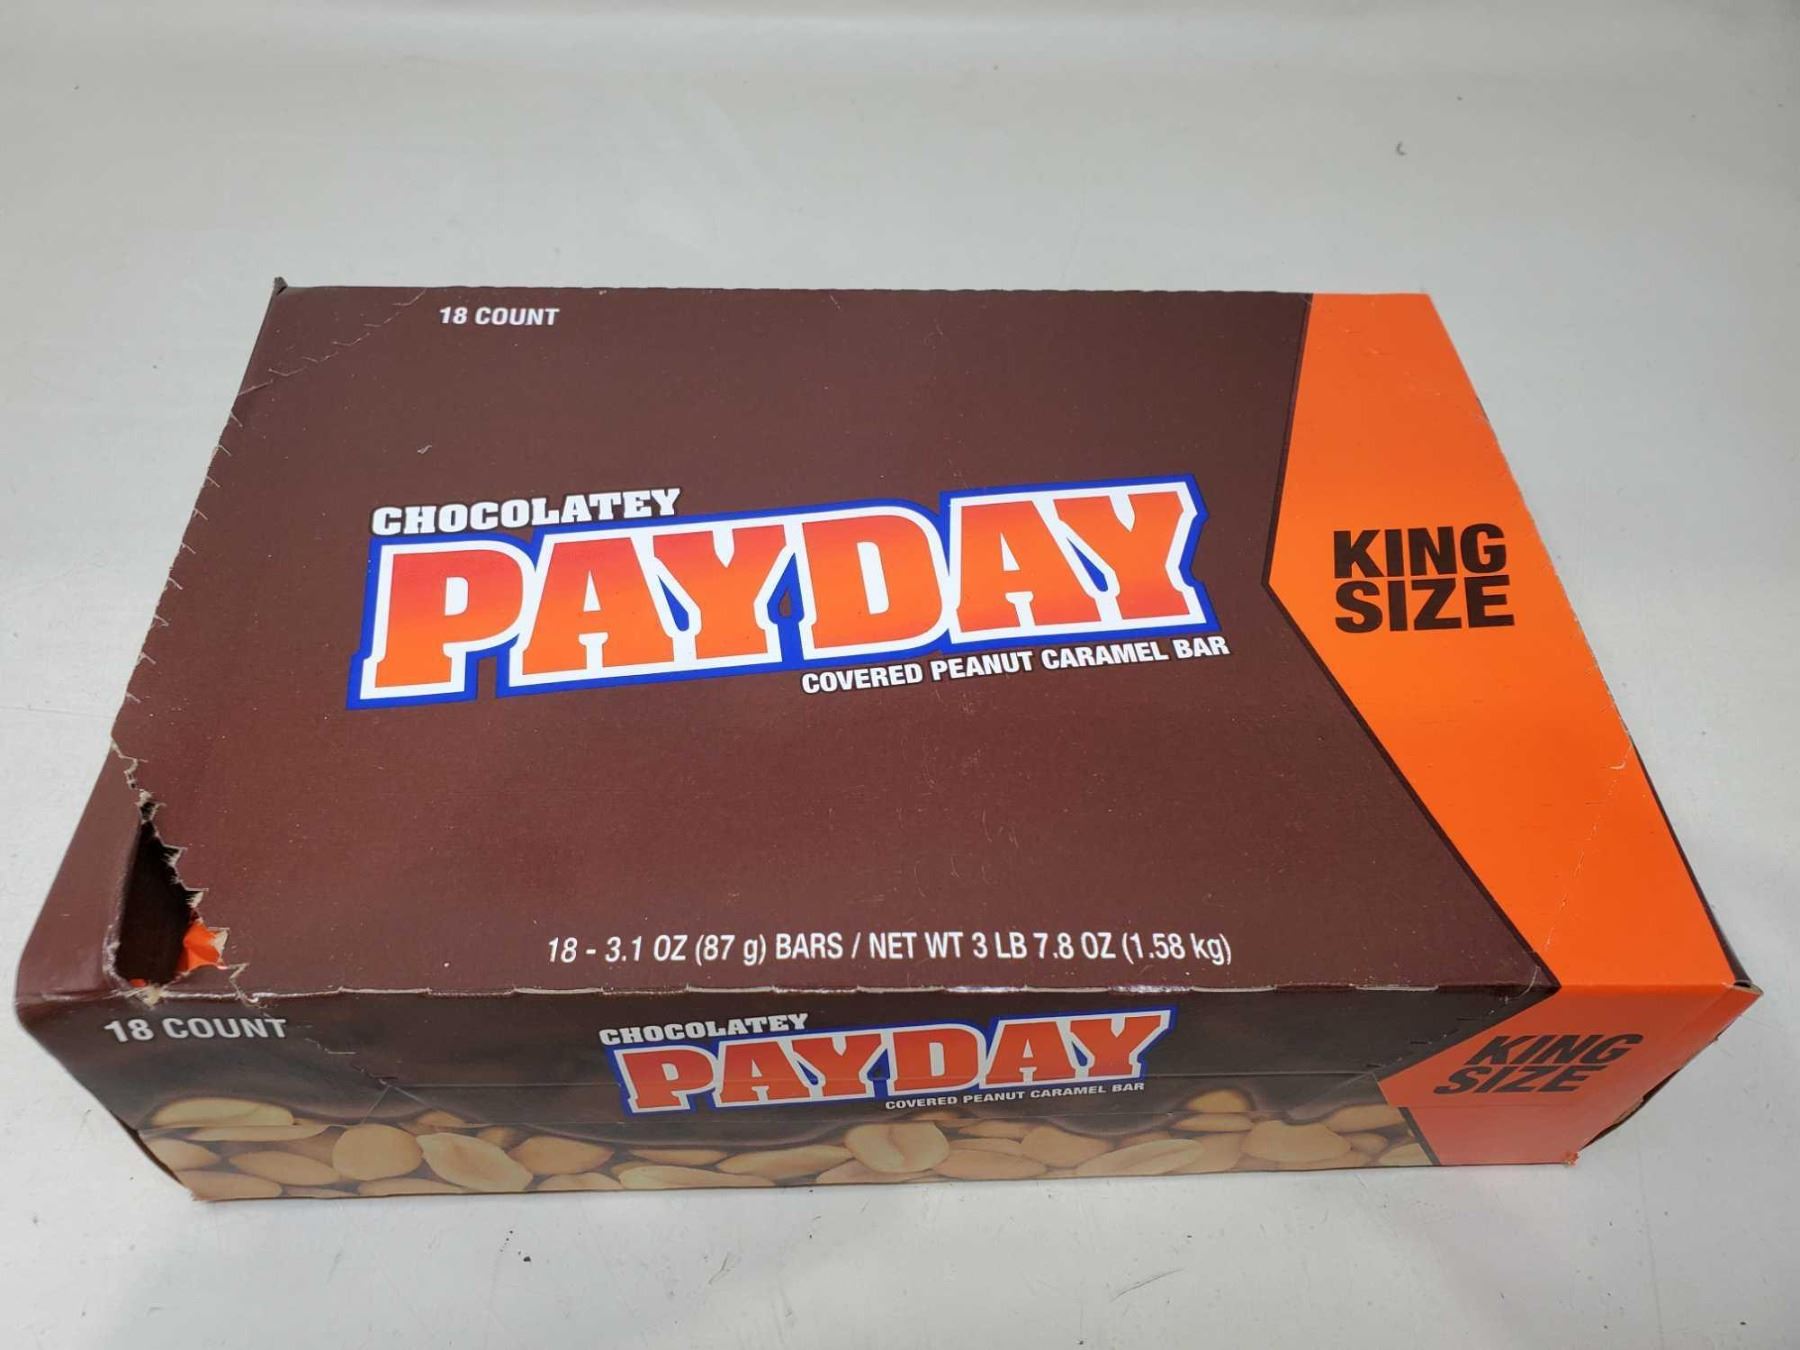 18 COUNT
CHOCOLATEY
PAYDAY
COVERED PEANUT CARAMEL BAR
KING
SIZE
18 - 3.1 OZ (87 g) BARS / NET WT 3 LB 7.8 OZ (1.58 kg)
18 COUNT
CHOCOLATEY
PAYDAY
COVERED PEANUT CARAMEL BAR
KING
SIZE